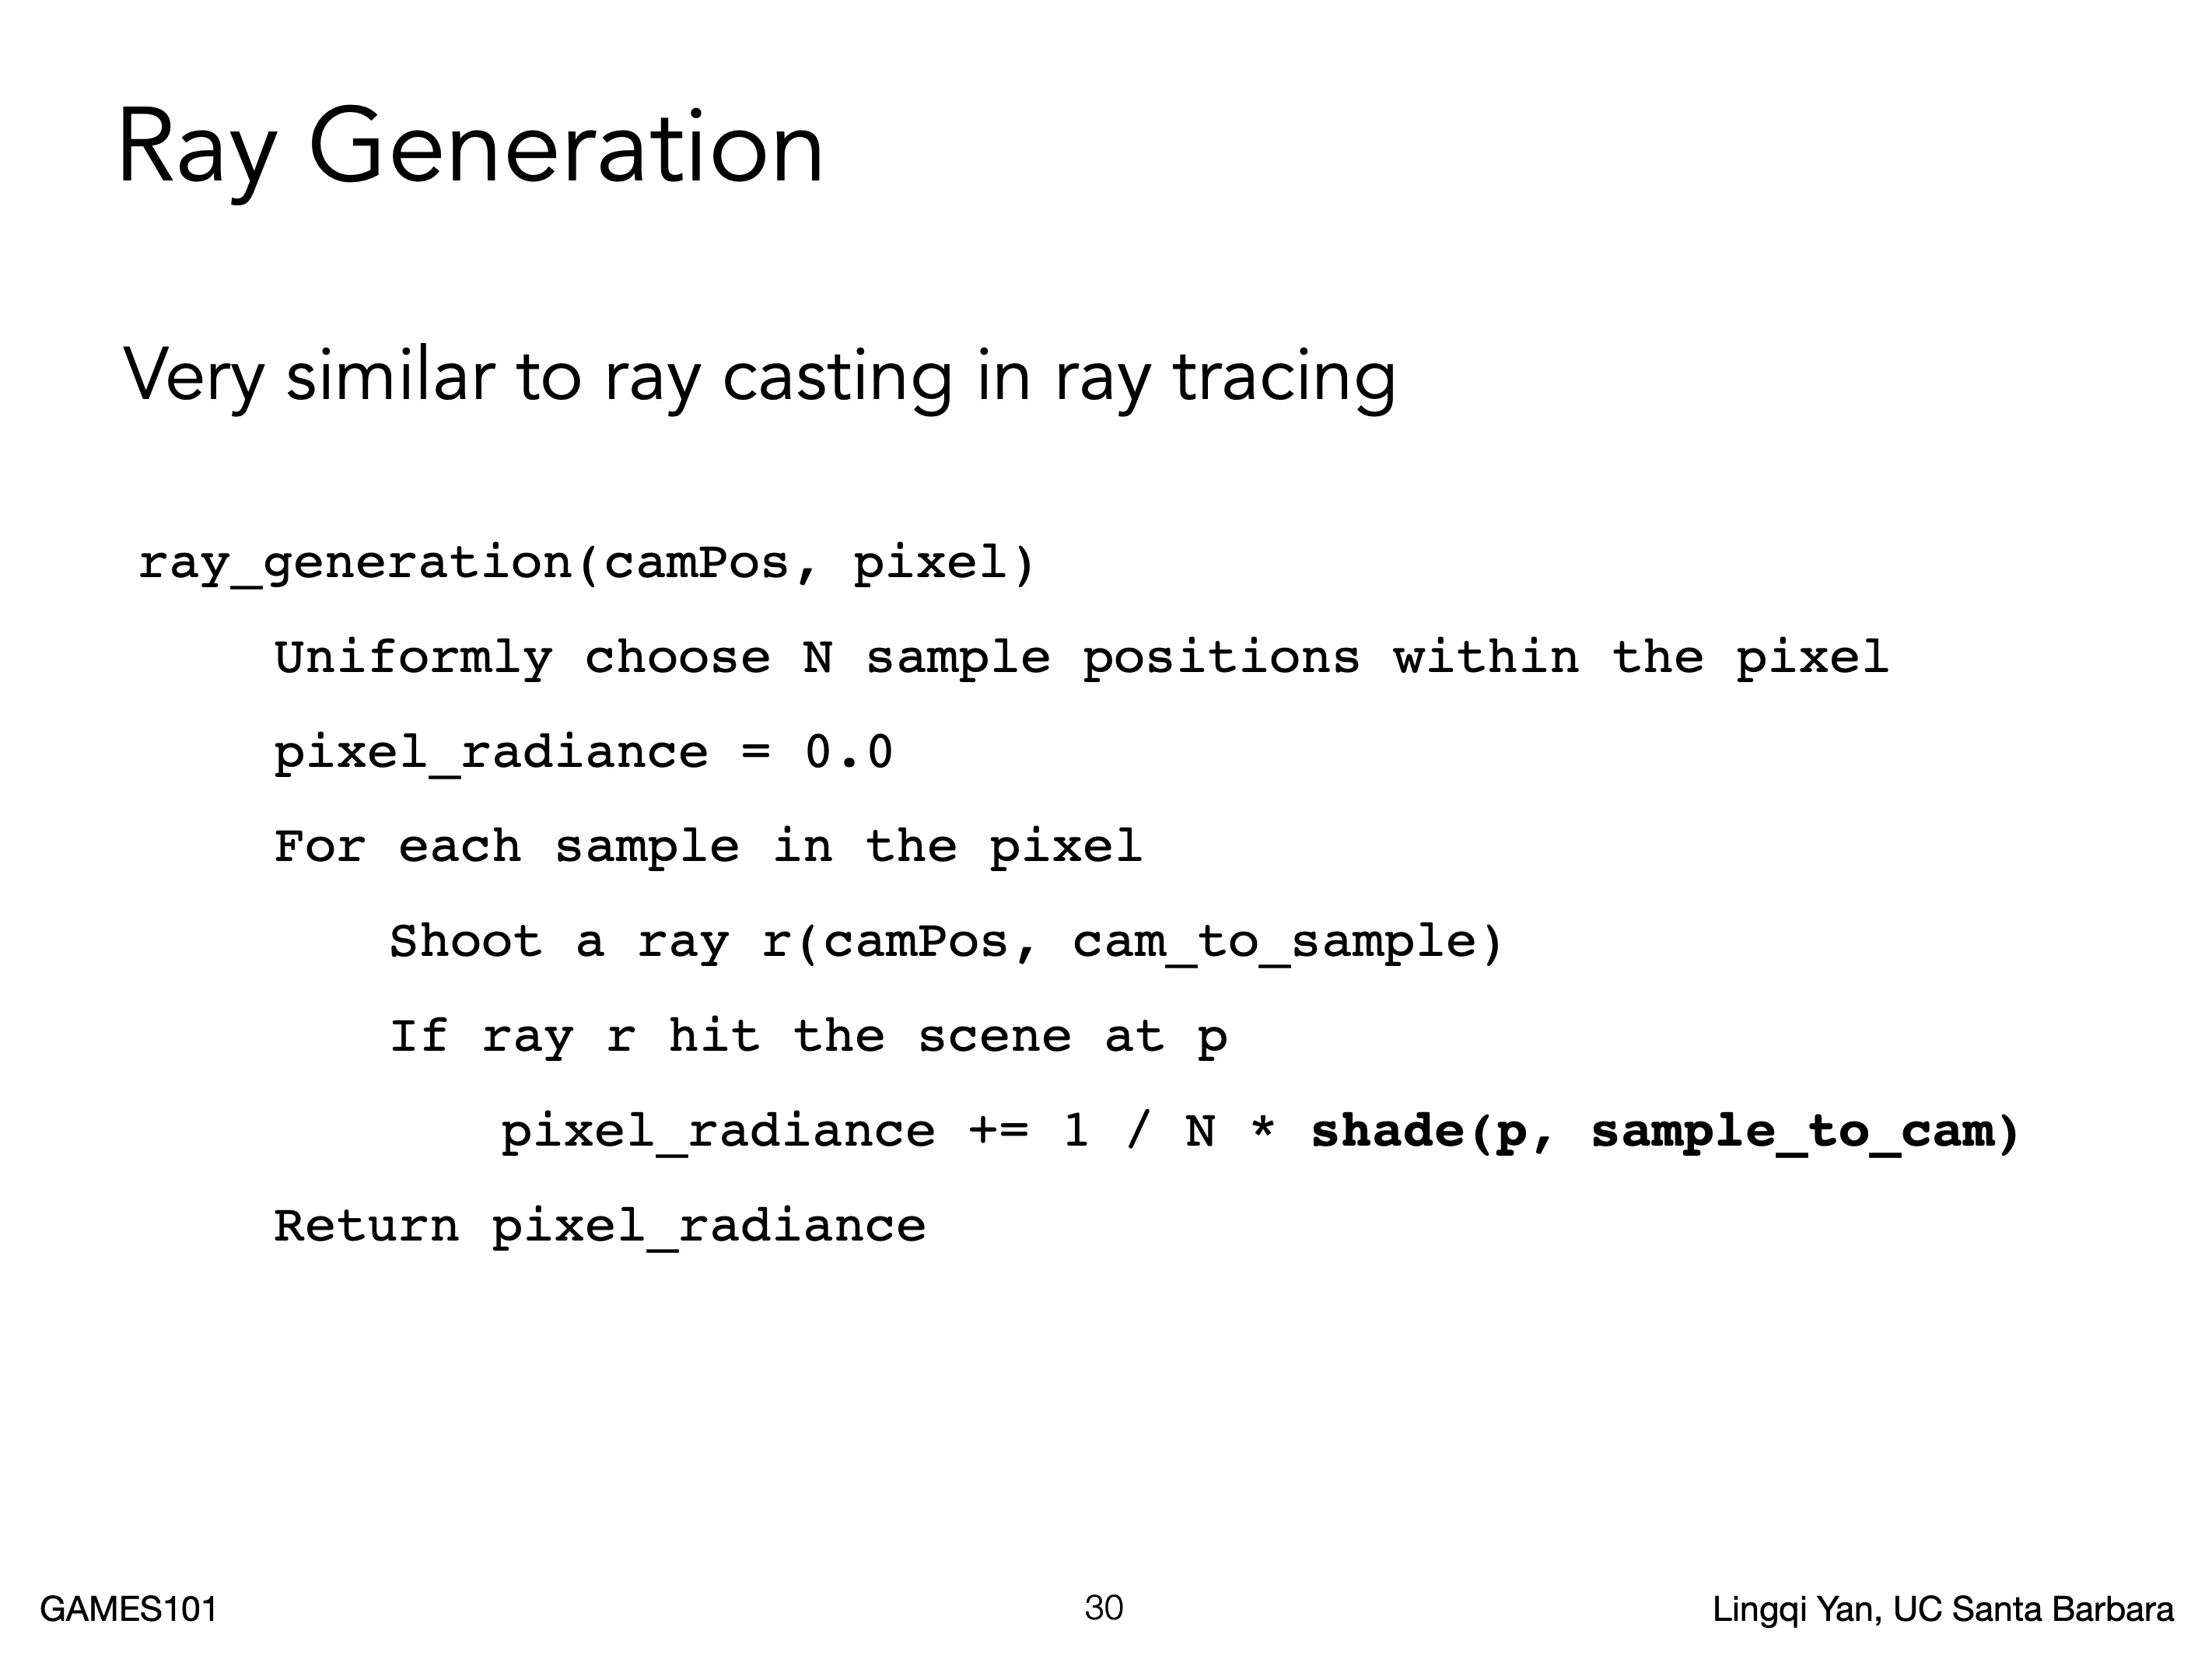 Ray Generation
Very similar to ray casting in ray tracing
ray_generation(camPos, pixel)
Uniformly choose N sample positions within the pixel
pixel_radiance = 0.0
For each sample in the pixel
Shoot a ray r(camPos, cam_to_sample)
If ray r hit the scene at p
pixel_radiance += 1 / N * shade(p, sample_to_cam)
Return pixel_radiance
GAMES101
30
Lingqi Yan, UC Santa Barbara